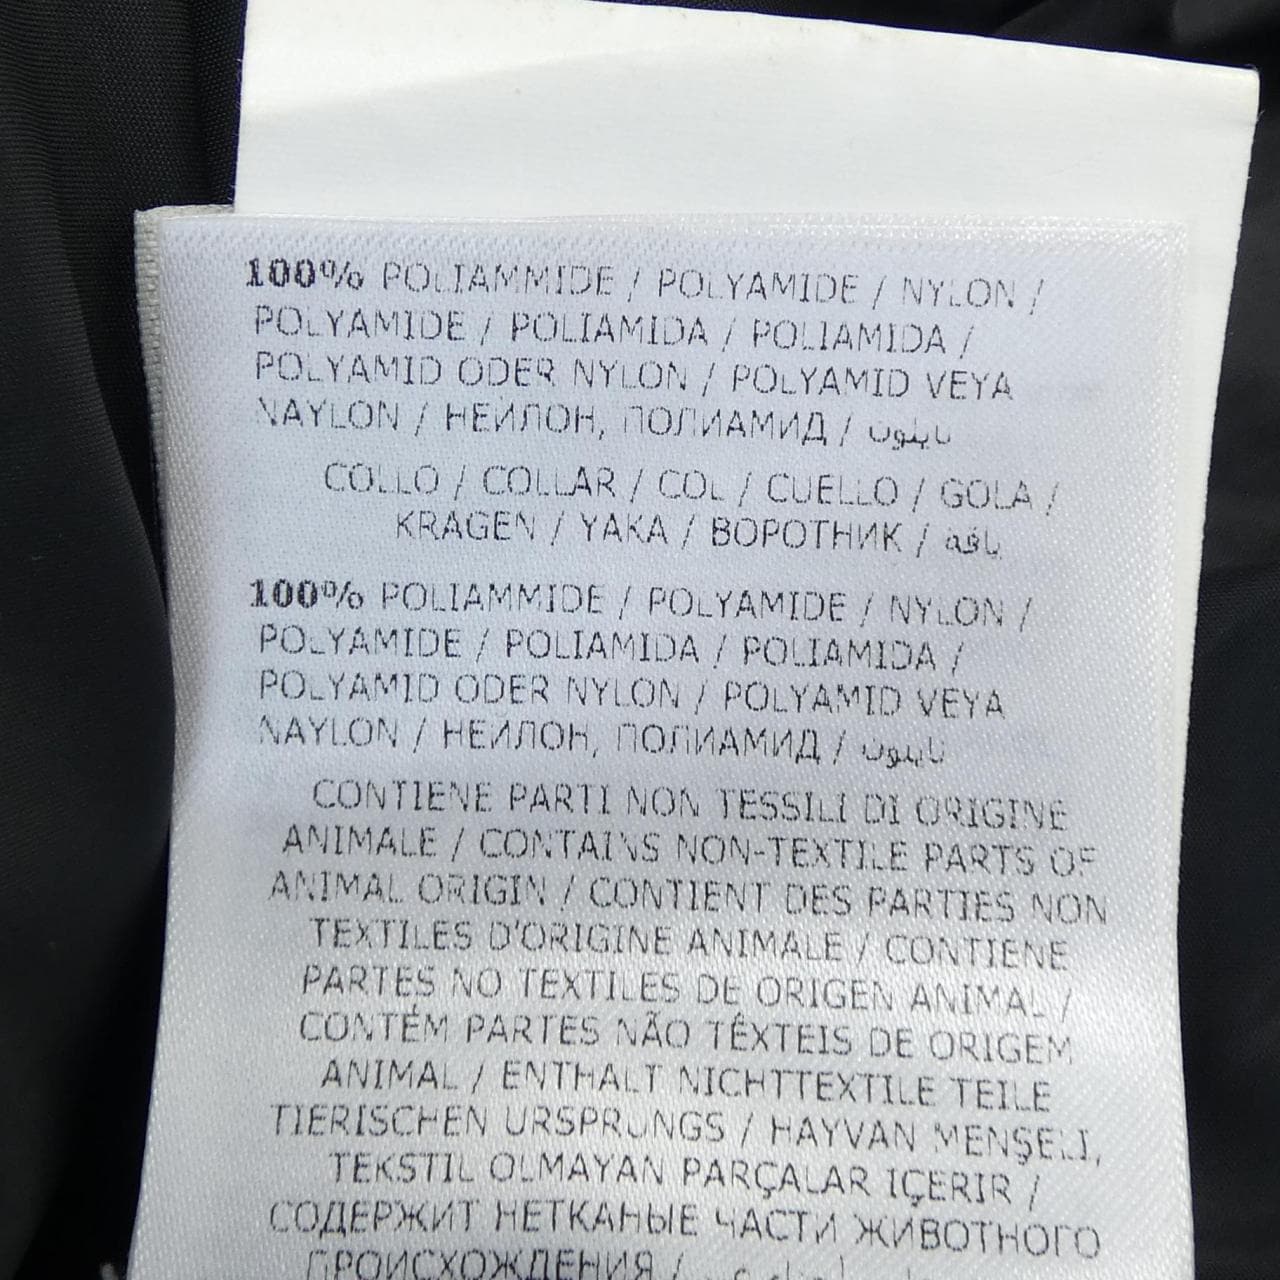 100% POLIAMMIDE / POLYAMIDE / NYLON /
POLYAMIDE / POLIAMIDA / POLIAMIDA /
POLYAMID ODER NYLON / POLYAMID VEYA
NAYLON / НЕЙЛОН, ПОЛИАМИД / نايلون
COLLO / COLLAR / COL / CUELLO / GOLA /
KRAGEN / YAKA / ВОРОТНИК / ياقة
100% POLIAMMIDE / POLYAMIDE / NYLON /
POLYAMIDE / POLIAMIDA / POLIAMIDA /
POLYAMID ODER NYLON / POLYAMID VEYA
NAYLON / НЕЙЛОН, ПОЛИАМИД / نايلون
CONTIENE PARTI NON TESSILI DI ORIGINE
ANIMALE / CONTAINS NON-TEXTILE PARTS OF
ANIMAL ORIGIN / CONTIENT DES PARTIES NON
TEXTILES D'ORIGINE ANIMALE / CONTIENE
PARTES NO TEXTILES DE ORIGEN ANIMAL /
CONTÉM PARTES NÃO TÊXTEIS DE ORIGEM
ANIMAL / ENTHALT NICHTTEXTILE TEILE
TIERISCHEN URSPRUNGS / HAYVAN MENŞELI,
TEKSTIL OLMAYAN PARÇALAR IÇERIR /
СОДЕРЖИТ НЕТКАНЫЕ ЧАСТИ ЖИВОТНОГО
ПРОИСХОЖДЕНИЯ /